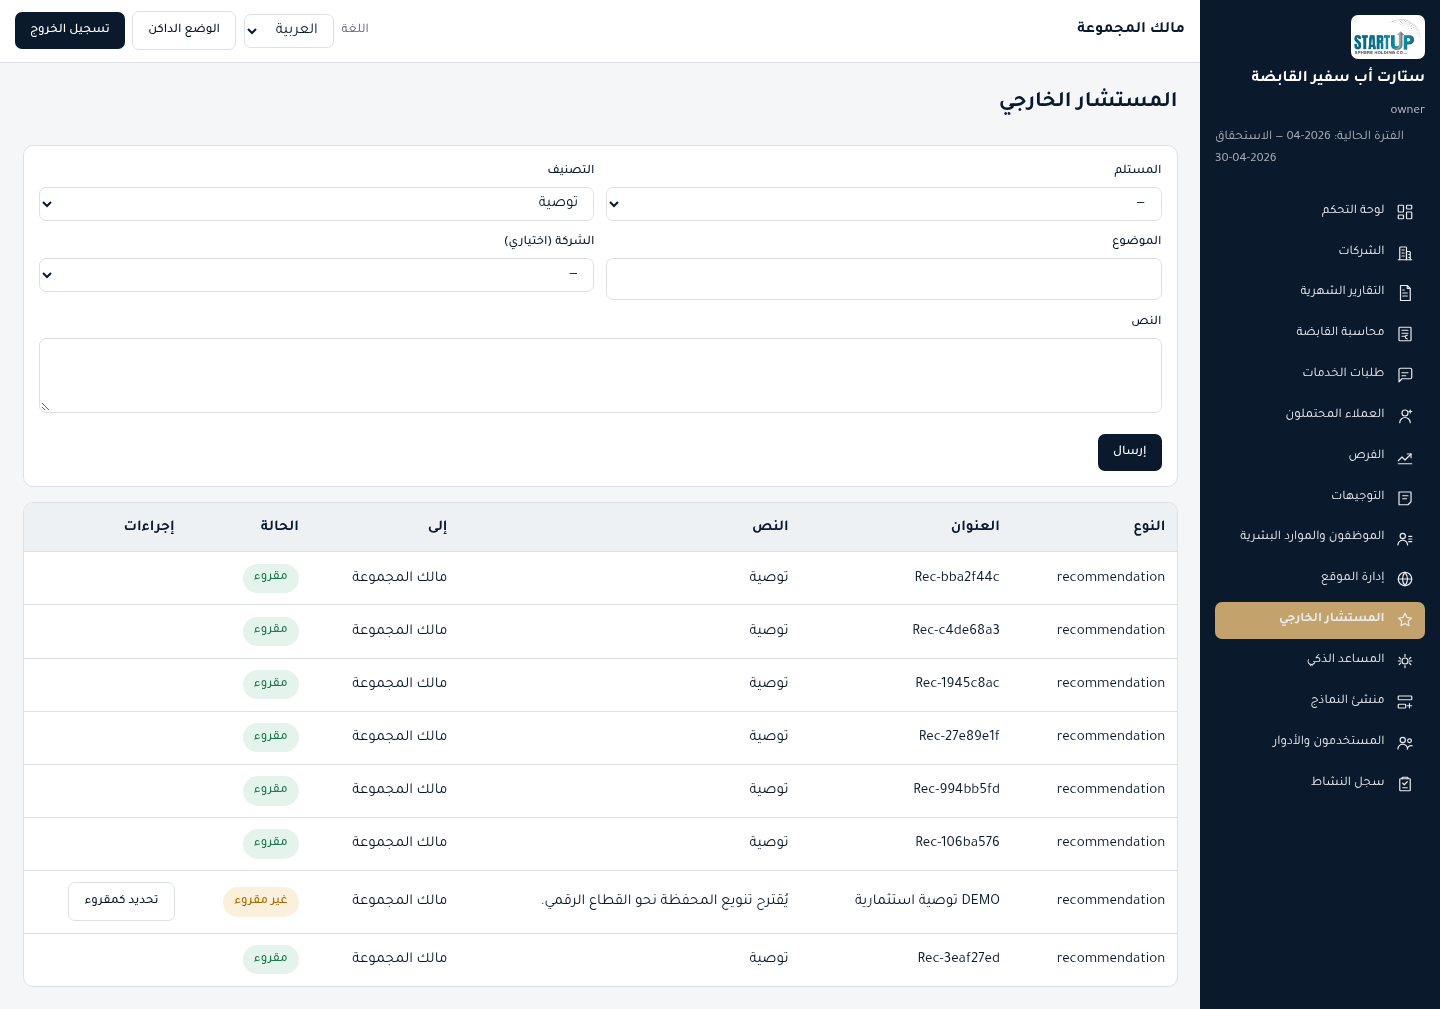 STARTUP
SPHERE HOLDING CO...
ستارت أب سفير القابضة
owner
الفترة الحالية: 2026-04 — الاستحقاق
2026-04-30
لوحة التحكم
الشركات
التقارير الشهرية
محاسبة القابضة
طلبات الخدمات
العملاء المحتملون
الفرص
التوجيهات
الموظفون والموارد البشرية
إدارة الموقع
المستشار الخارجي
المساعد الذكي
منشئ النماذج
المستخدمون والأدوار
سجل النشاط
مالك المجموعة
اللغة
العربية
الوضع الداكن
تسجيل الخروج
المستشار الخارجي
المستلم
التصنيف
—
توصية
الموضوع
الشركة (اختياري)
—
النص
إرسال
النوع العنوان النص إلى الحالة إجراءات
recommendation Rec-bba2f44c توصية مالك المجموعة مقروء
recommendation Rec-c4de68a3 توصية مالك المجموعة مقروء
recommendation Rec-1945c8ac توصية مالك المجموعة مقروء
recommendation Rec-27e89e1f توصية مالك المجموعة مقروء
recommendation Rec-994bb5fd توصية مالك المجموعة مقروء
recommendation Rec-106ba576 توصية مالك المجموعة مقروء
recommendation DEMO توصية استثمارية يُقترح تنويع المحفظة نحو القطاع الرقمي. مالك المجموعة غير مقروء تحديد كمقروء
recommendation Rec-3eaf27ed توصية مالك المجموعة مقروء